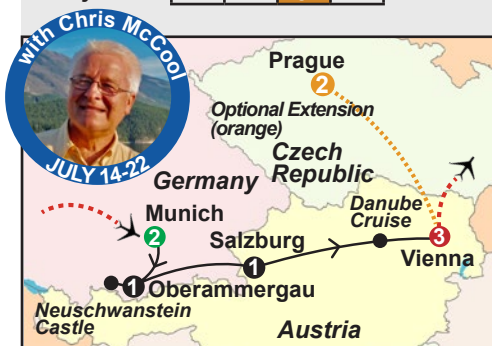 with Chris McCool
JULY 14-22
Prague
2
Optional Extension
(orange)
Czech
Republic
Germany
Munich
2
Danube
Cruise
Salzburg
1
3
Vienna
1
Oberammergau
Neuschwanstein
Castle
Austria